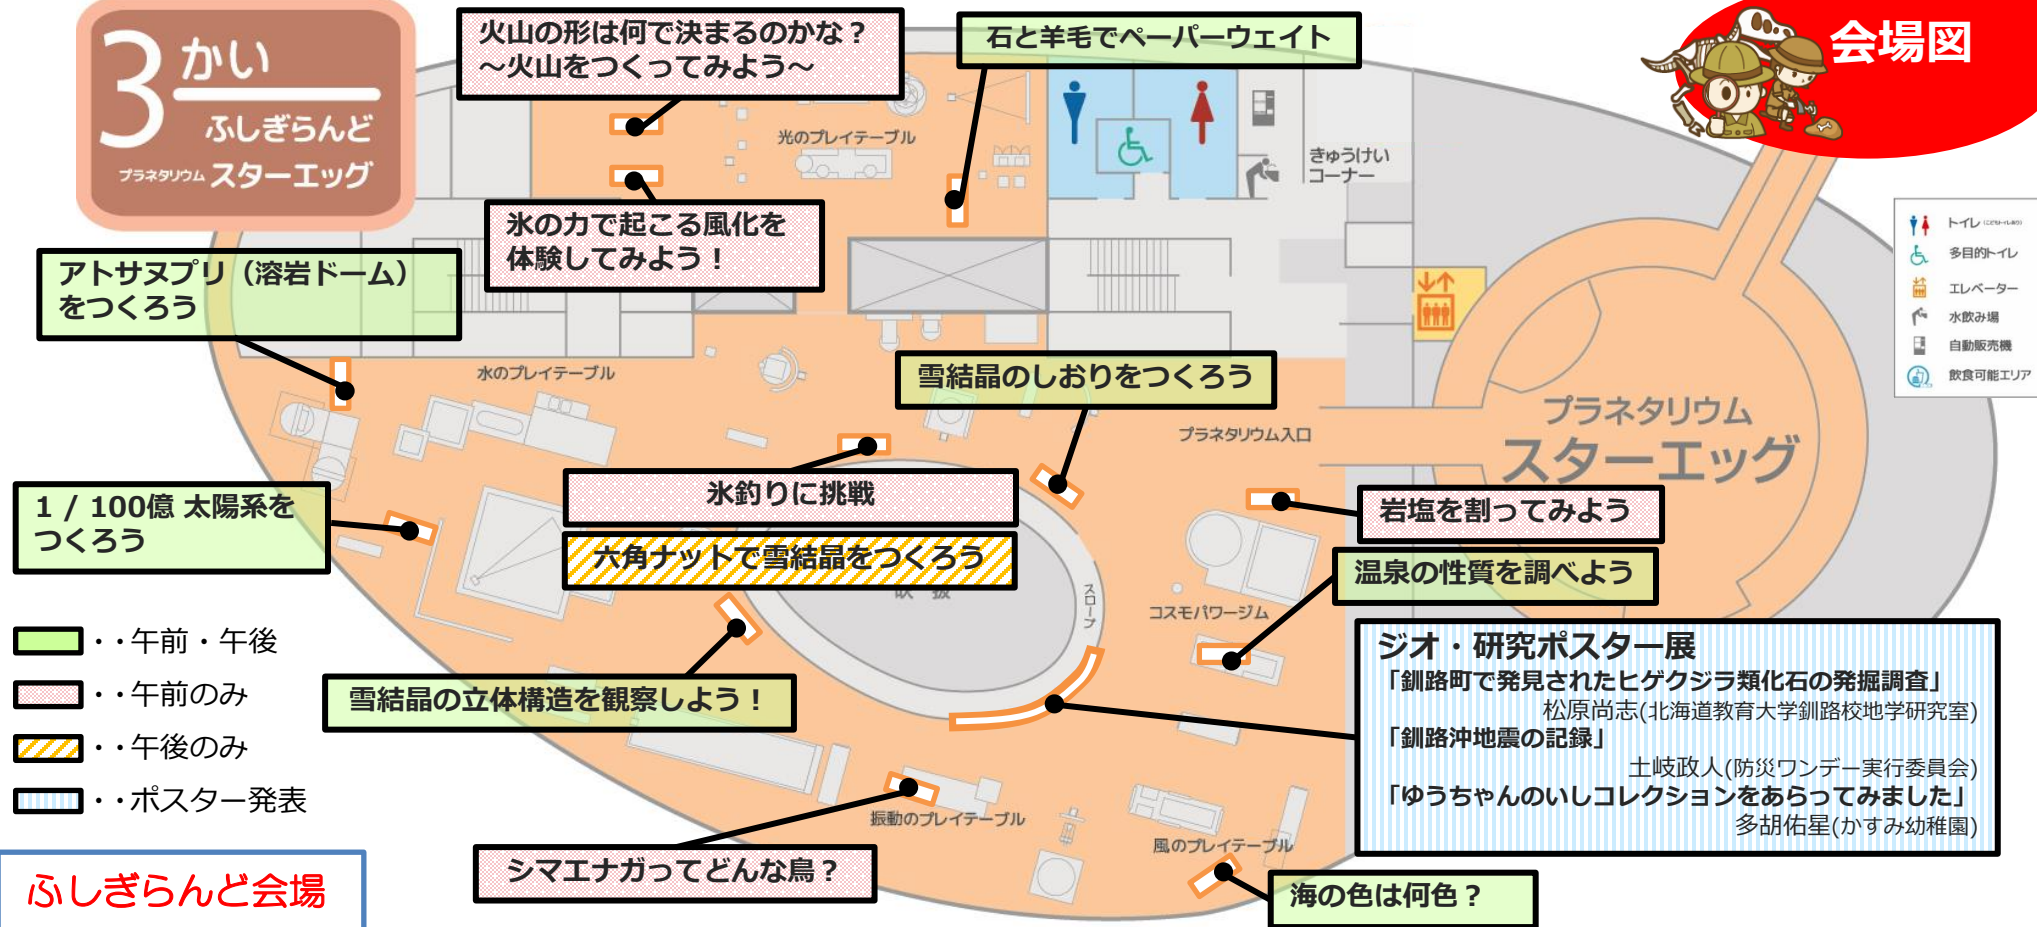 3かい
ふしぎらんど
プラネタリウム スターエッグ
火山の形は何で決まるのかな？
～火山をつくってみよう～
石と羊毛でペーパーウェイト
会場図
光のプレイテーブル
きゅうけい
コーナー
氷の力で起こる風化を
体験してみよう！
トイレ
多目的トイレ
エレベーター
水飲み場
自動販売機
飲食可能エリア
アトサヌプリ（溶岩ドーム）
をつくろう
水のプレイテーブル
雪結晶のしおりをつくろう
プラネタリウム入口
プラネタリウム
スターエッグ
氷釣りに挑戦
1 / 100億 太陽系を
つくろう
岩塩を割ってみよう
六角ナットで雪結晶をつくろう
吹 抜
スロープ
温泉の性質を調べよう
コスモパワージム
・・午前・午後
・・午前のみ
・・午後のみ
・・ポスター発表
雪結晶の立体構造を観察しよう！
ジオ・研究ポスター展
「釧路町で発見されたヒゲクジラ類化石の発掘調査」
松原尚志(北海道教育大学釧路校地学研究室)
「釧路沖地震の記録」
土岐政人(防災ワンデー実行委員会)
「ゆうちゃんのいしコレクションをあらってみました」
多胡佑星(かすみ幼稚園)
振動のプレイテーブル
風のプレイテーブル
シマエナガってどんな鳥？
海の色は何色？
ふしぎらんど会場